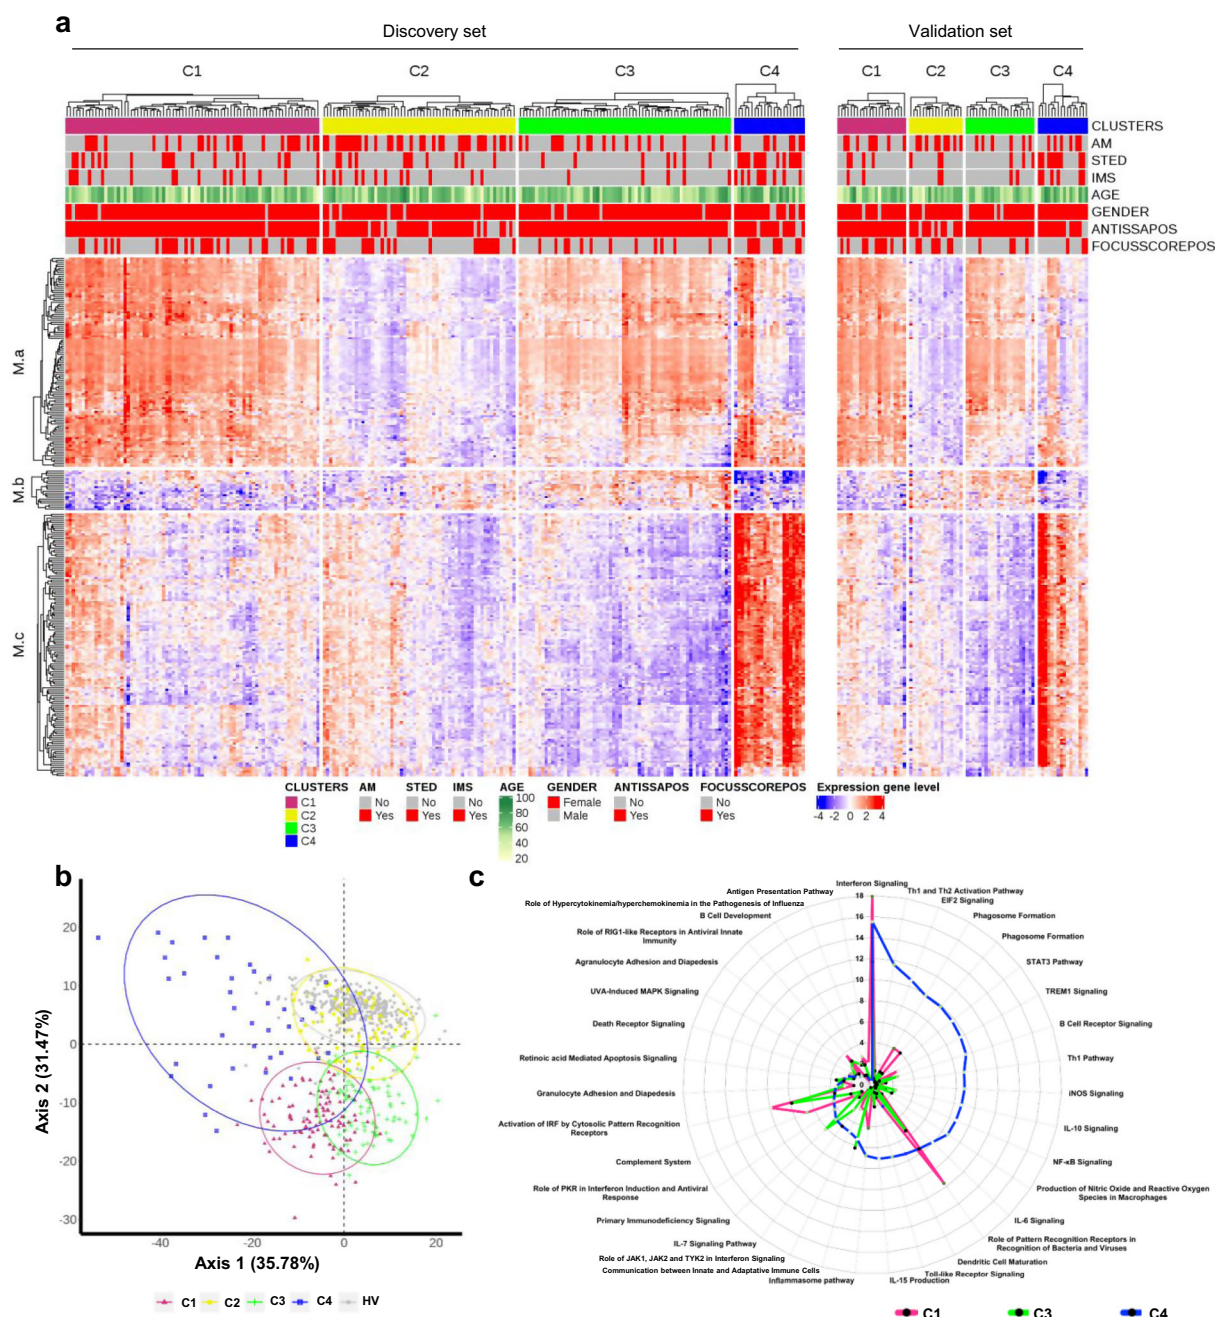 a
Discovery set
Validation set
C1
C2
C3
C4
C1
C2
C3
C4
CLUSTERS
AM
STED
IMS
AGE
GENDER
ANTISSAPOS
FOCUSSCOREPOS
M.a
M.b
M.c
CLUSTERS
C1
C2
C3
C4
AM
No
Yes
STED
No
Yes
IMS
No
Yes
AGE
100
80
60
40
20
GENDER
Female
Male
ANTISSAPOS
No
Yes
FOCUSSCOREPOS
No
Yes
Expression gene level
-4 -2 0 2 4
b
20
10
0
-10
-20
-30
Axis 2 (31.47%)
-40
-20
0
20
Axis 1 (35.78%)
C1 C2 C3 C4 HV
c
Interferon Signaling
Th1 and Th2 Activation Pathway
EIF2 Signaling
Phagosome Formation
Phagosome Formation
STAT3 Pathway
TREM1 Signaling
B Cell Receptor Signaling
Th1 Pathway
iNOS Signaling
IL-10 Signaling
NF-κB Signaling
Production of Nitric Oxide and Reactive Oxygen
Species in Macrophages
IL-6 Signaling
Role of Pattern Recognition Receptors in
Recognition of Bacteria and Viruses
Dendritic Cell Maturation
Toll-like Receptor Signaling
IL-15 Production
Inflammasome pathway
Communication between Innate and Adaptative Immune Cells
Role of JAK1, JAK2 and TYK2 in Interferon Signaling
IL-7 Signaling Pathway
Primary Immunodeficiency Signaling
Role of PKR in Interferon Induction and Antiviral
Response
Complement System
Activation of IRF by Cytosolic Pattern Recognition
Receptors
Granulocyte Adhesion and Diapedesis
Retinoic acid Mediated Apoptosis Signaling
Death Receptor Signaling
UVA-Induced MAPK Signaling
Agranulocyte Adhesion and Diapedesis
Role of RIG1-like Receptors in Antiviral Innate
Immunity
B Cell Development
Role of Hypercytokinemia/hyperchemokinemia in the Pathogenesis of Influenza
Antigen Presentation Pathway
18
16
14
12
10
8
6
4
0
C1
C3
C4